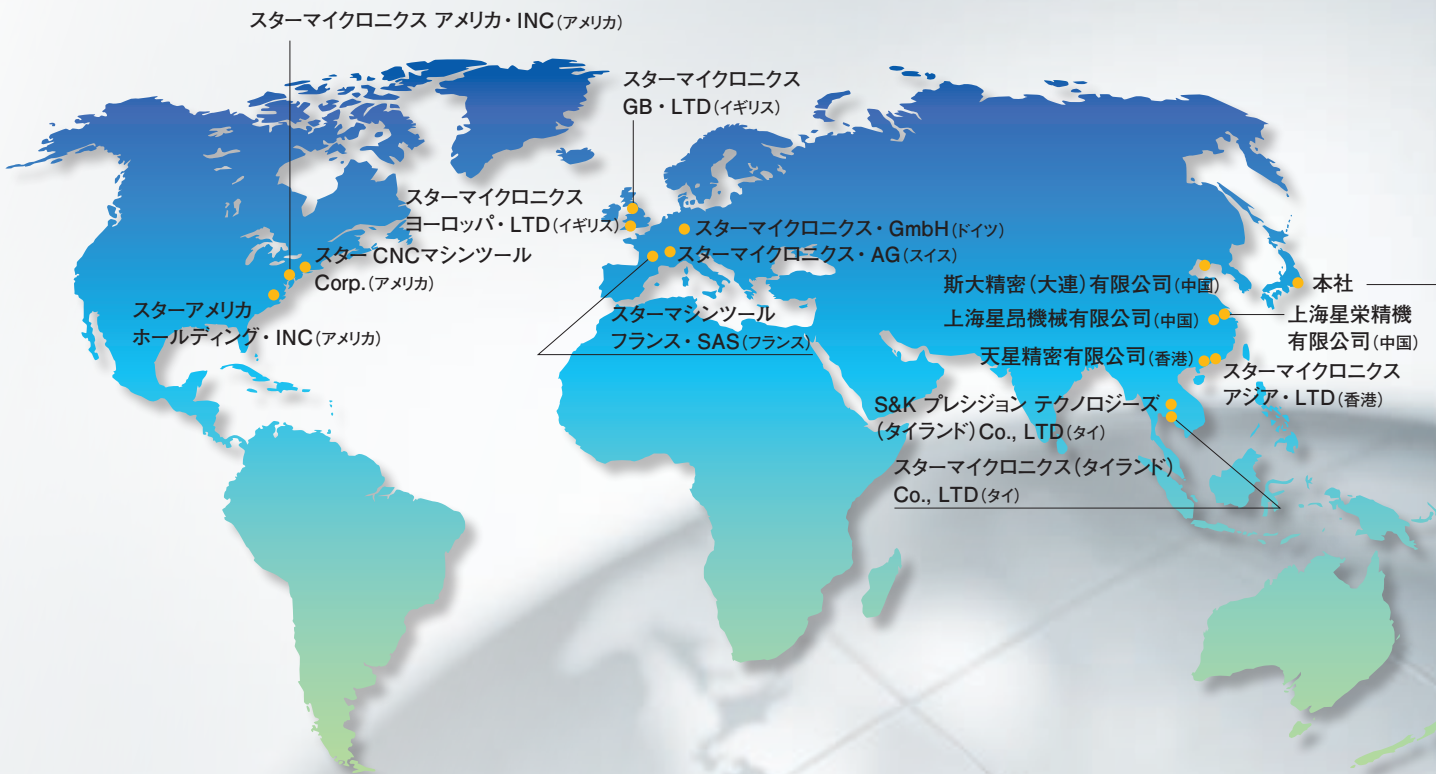 スターマイクロニクス アメリカ・INC(アメリカ)
スターマイクロニクス
GB・LTD(イギリス)
スターマイクロニクス
ヨーロッパ・LTD(イギリス)
スターマイクロニクス・GmbH(ドイツ)
スターマイクロニクス・AG(スイス)
スターCNCマシンツール
Corp.(アメリカ)
スターアメリカ
ホールディング・INC(アメリカ)
スターマシンツール
フランス・SAS(フランス)
斯大精密(大連)有限公司(中国)
本社
上海星昂機械有限公司(中国)
上海星栄精機
有限公司(中国)
天星精密有限公司(香港)
スターマイクロニクス
アジア・LTD(香港)
S&K プレシジョン テクノロジーズ
(タイランド)Co., LTD(タイ)
スターマイクロニクス(タイランド)
Co., LTD(タイ)